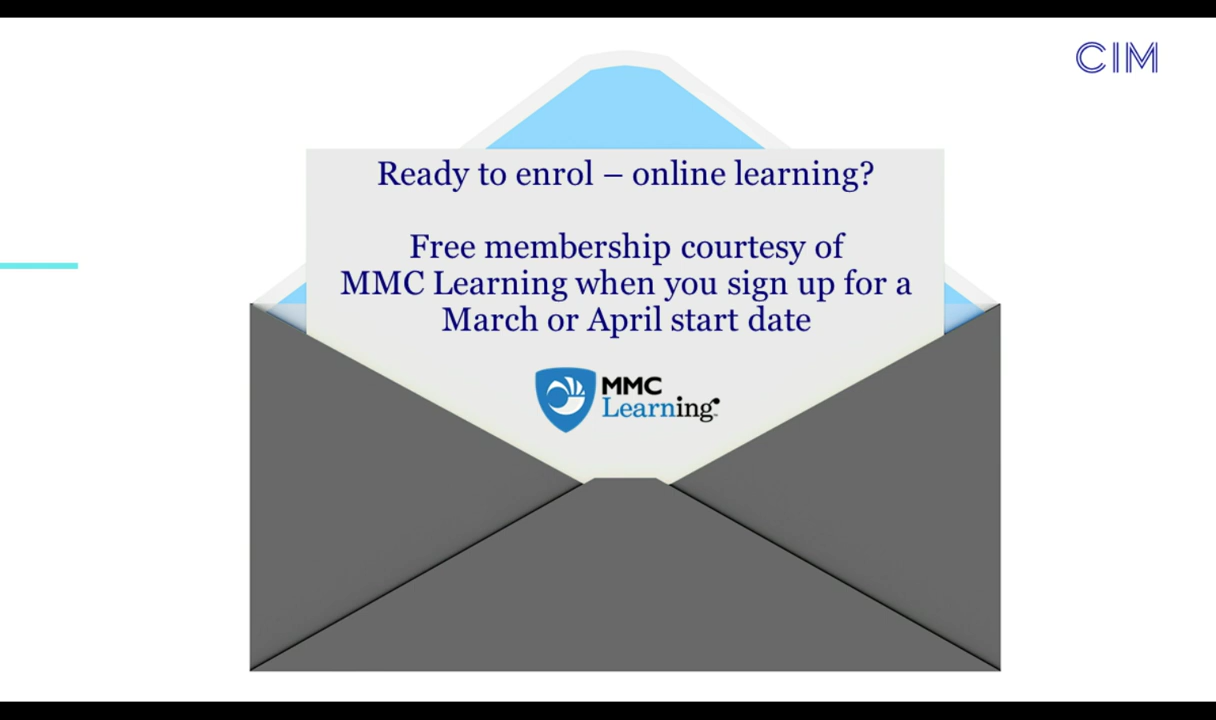 CIM
Ready to enrol – online learning?
Free membership courtesy of
MMC Learning when you sign up for a
March or April start date
MMC
Learning